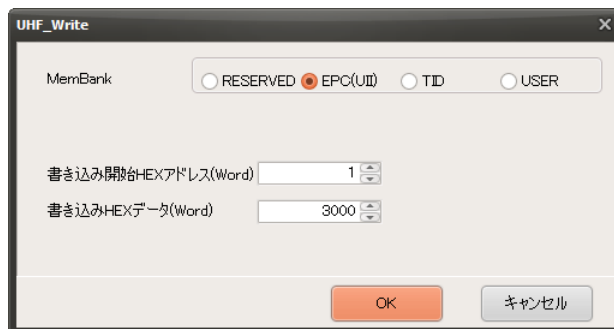 UHF_Write
MemBank RESERVED EPC(UII) TID USER
書き込み開始HEXアドレス(Word) 1
書き込みHEXデータ(Word) 3000
OK キャンセル